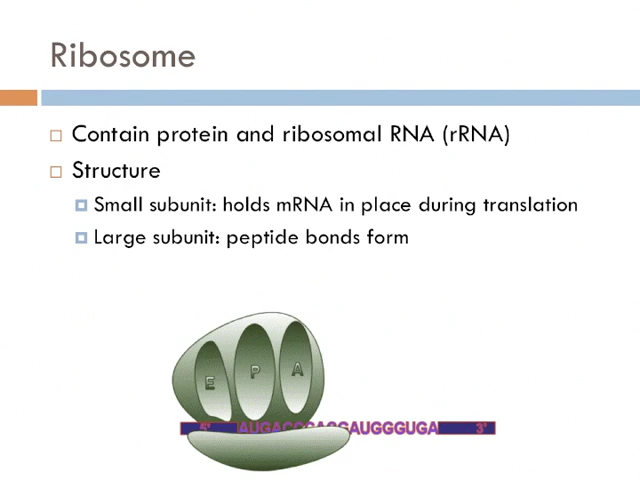 Ribosome
Contain protein and ribosomal RNA (rRNA)
Structure
Small subunit: holds mRNA in place during translation
Large subunit: peptide bonds form
E P A
5' 3'